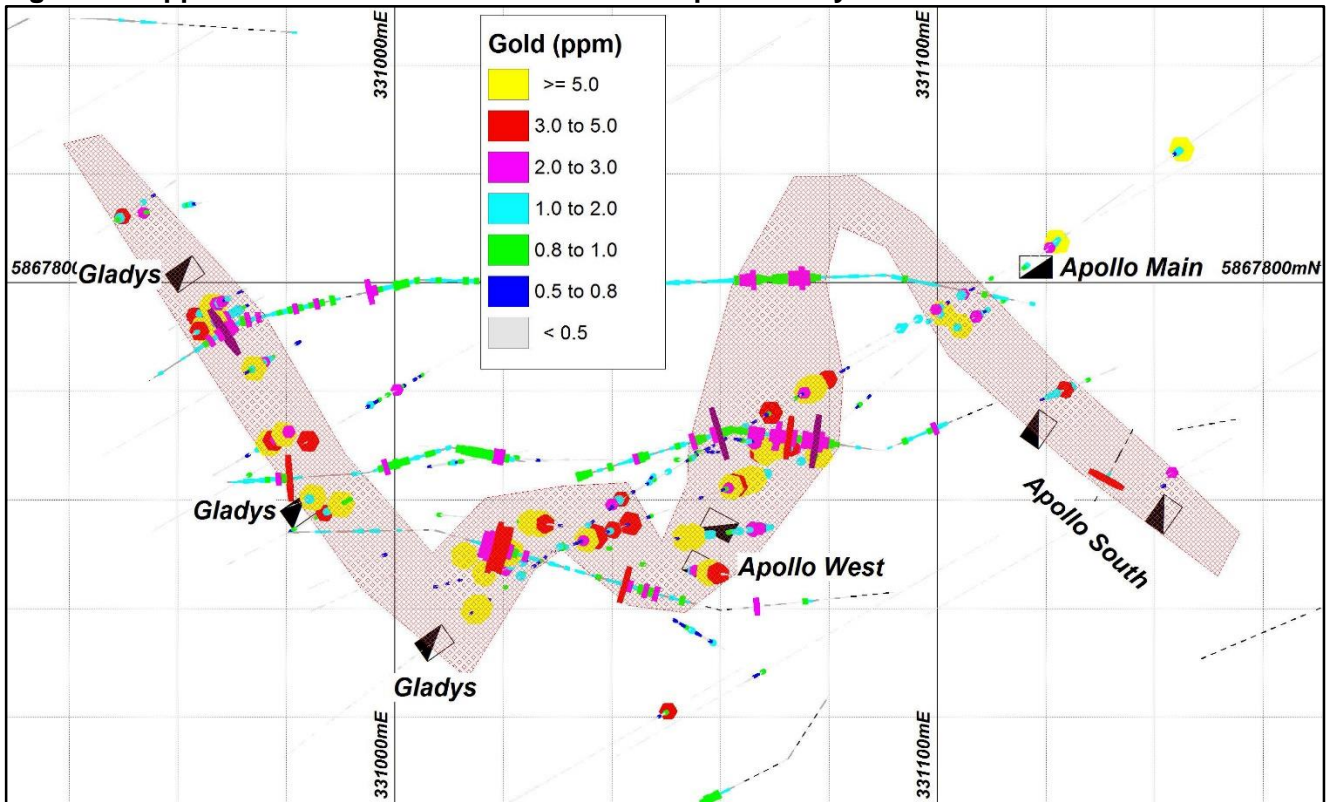 331000mE
331100mE
Gold (ppm)
>= 5.0
3.0 to 5.0
2.0 to 3.0
1.0 to 2.0
0.8 to 1.0
0.5 to 0.8
< 0.5
Gladys
Apollo Main
5867800mN
Gladys
Apollo West
Apollo South
Gladys
331000mE
331100mE